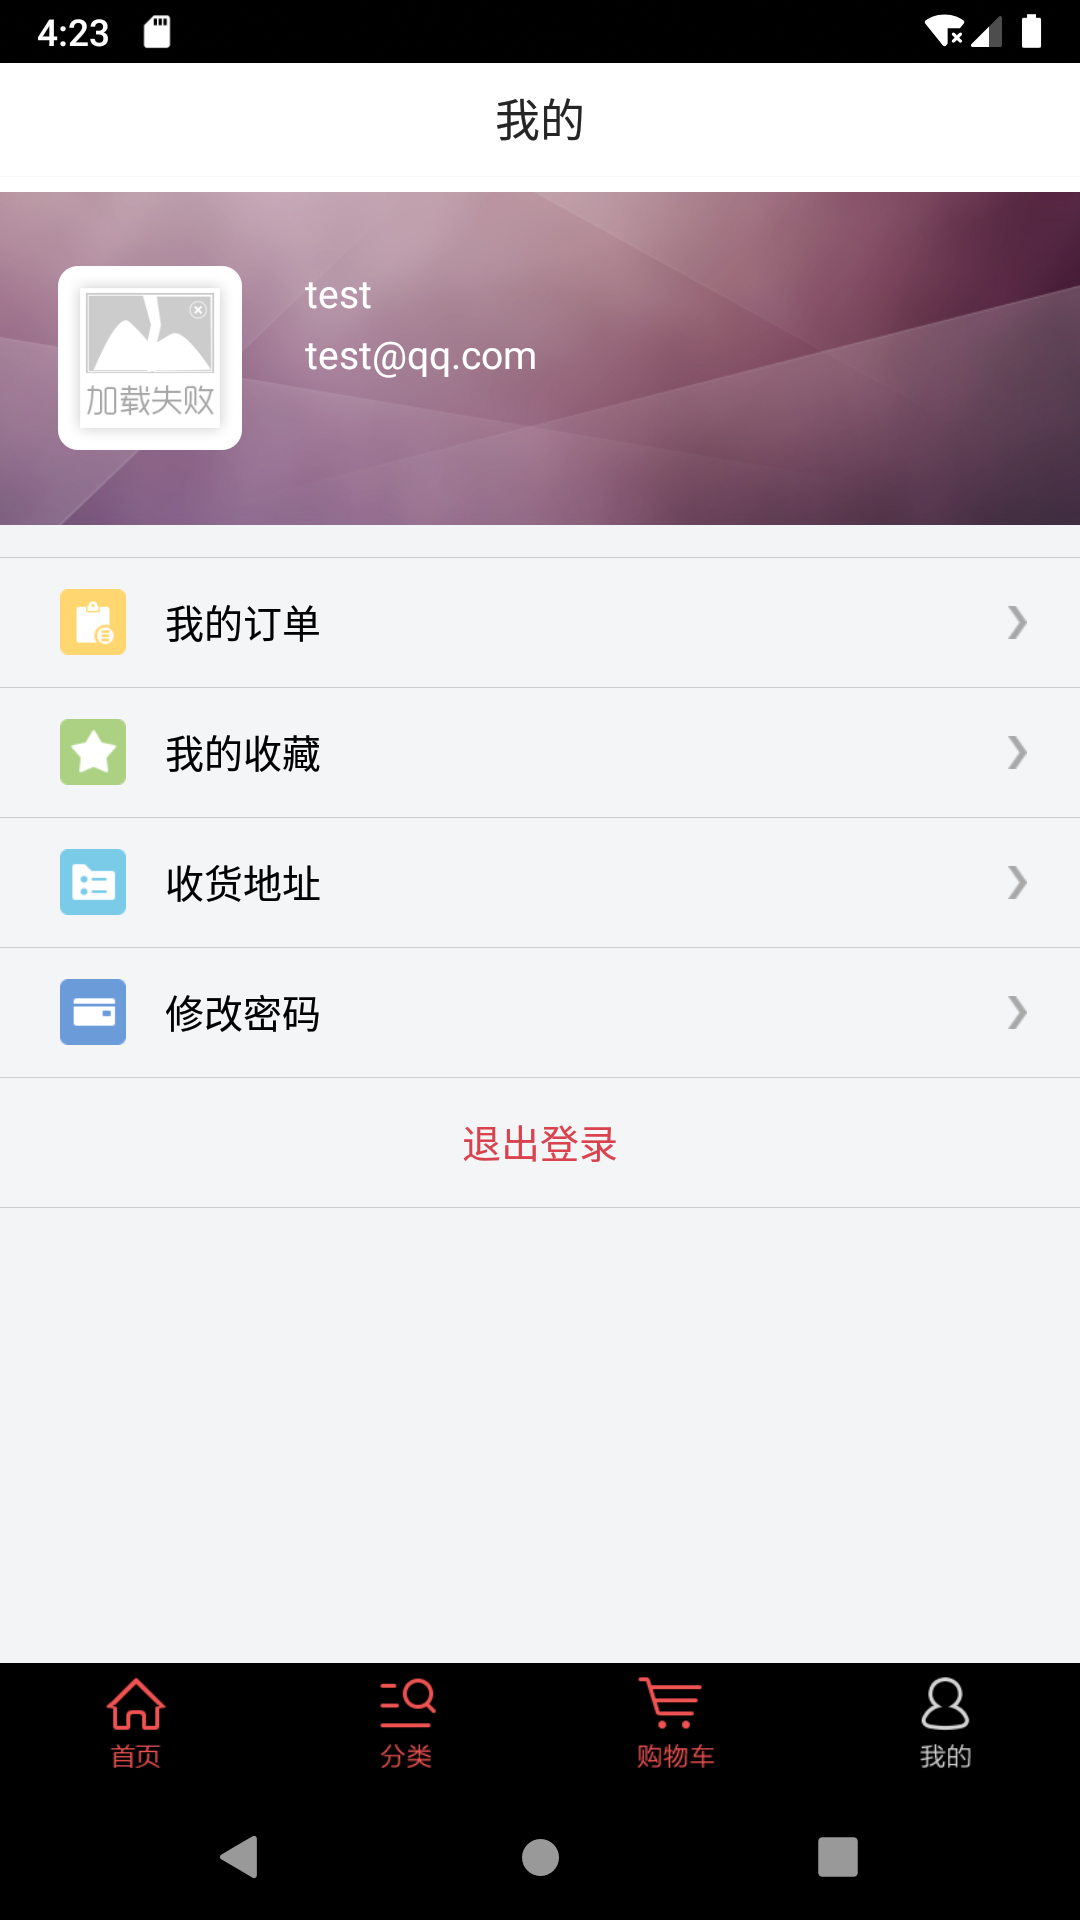 4:23
我的
test
test@qq.com
加载失败
我的订单
我的收藏
收货地址
修改密码
退出登录
首页
分类
购物车
我的